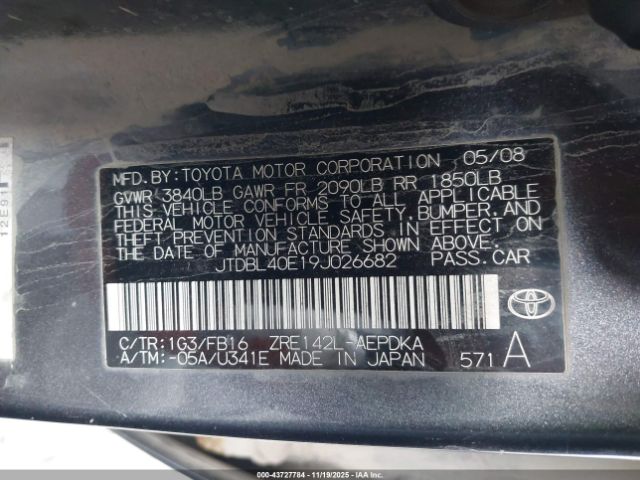 MFD.BY:TOYOTA MOTOR CORPORATION 05/08
GVWR 3840LB GAWR FR 2090LB RR 1850LB
THIS VEHICLE CONFORMS TO ALL APPLICABLE
FEDERAL MOTOR VEHICLE SAFETY, BUMPER, AND
THEFT PREVENTION STANDARDS IN EFFECT ON
THE DATE OF MANUFACTURE SHOWN ABOVE.
JTDBL40E19J026682 PASS.CAR
C/TR:1G3/FB16 ZRE142L-AEPDKA
A/TM:-05A/U341E MADE IN JAPAN 571 A
12E91
000-43727784 - 11/19/2025 - IAAI.CA